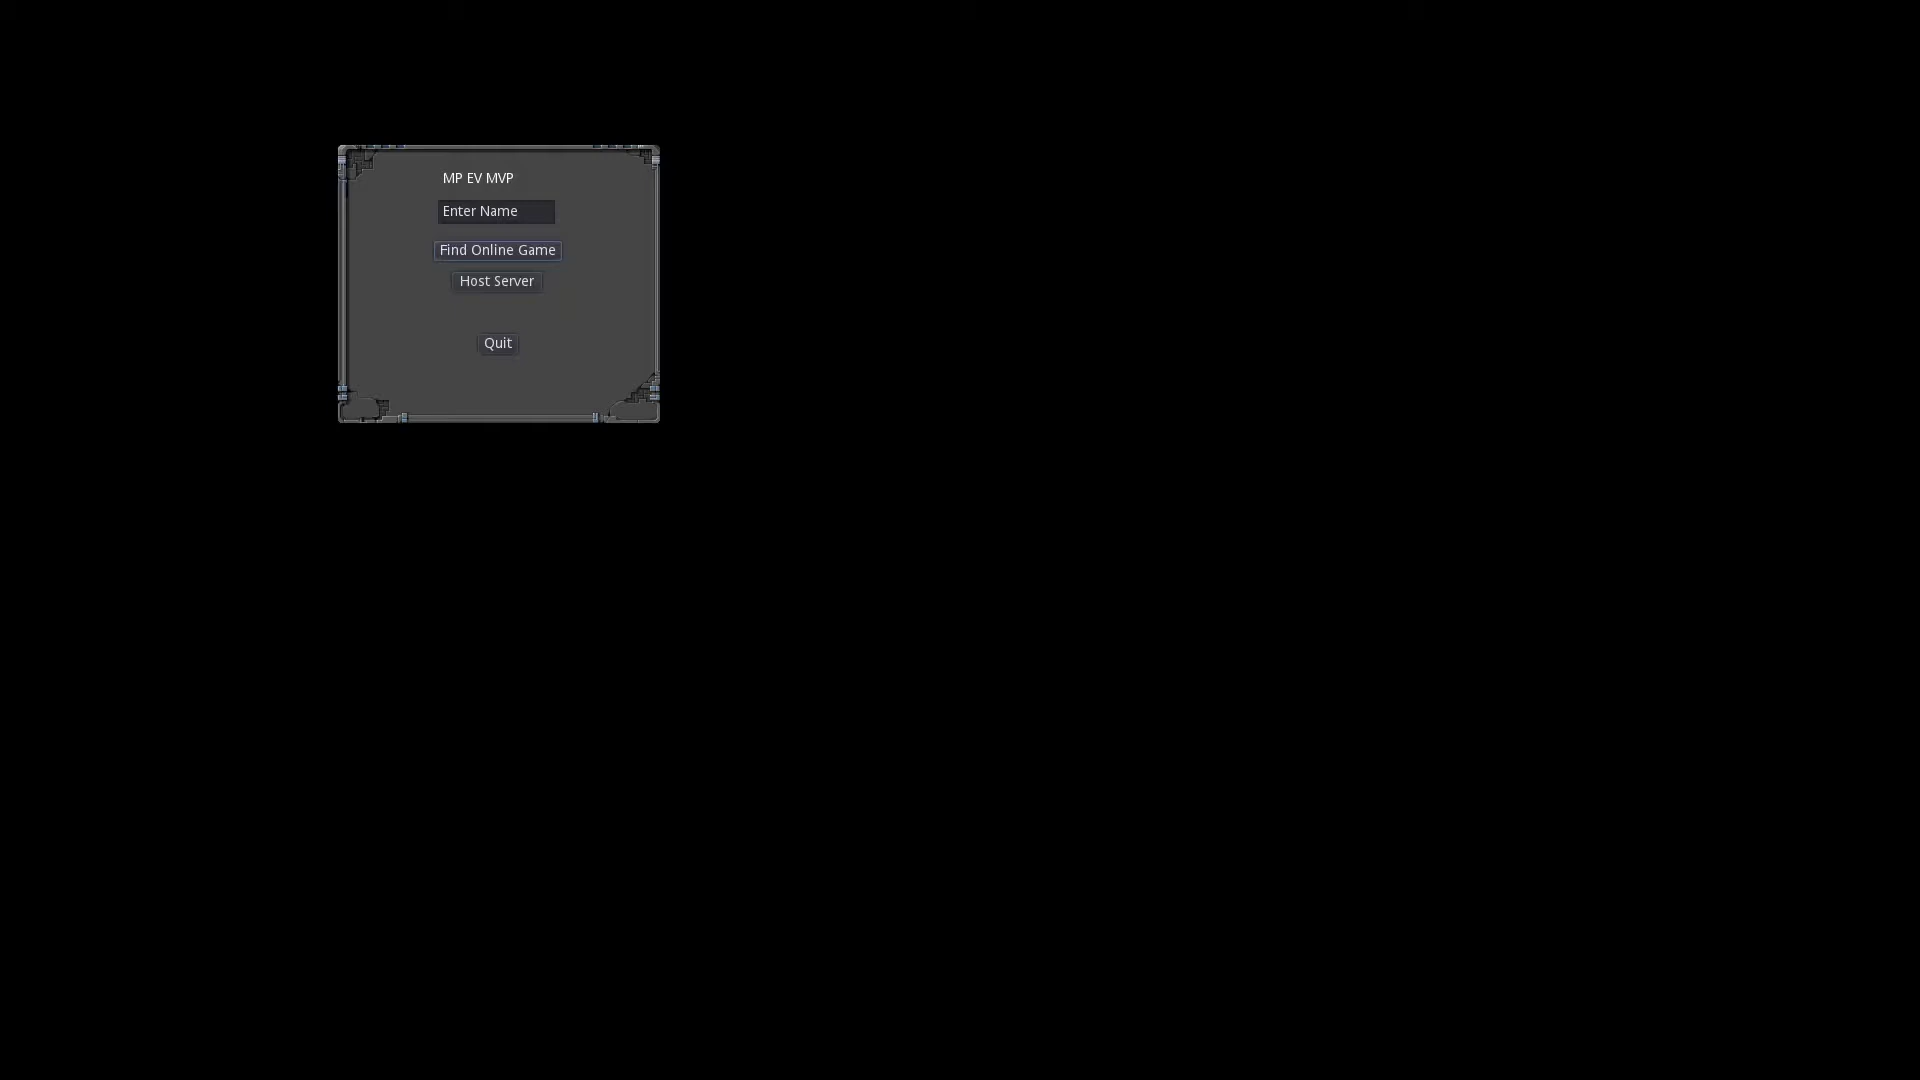 MP EV MVP
Enter Name
Find Online Game
Host Server
Quit